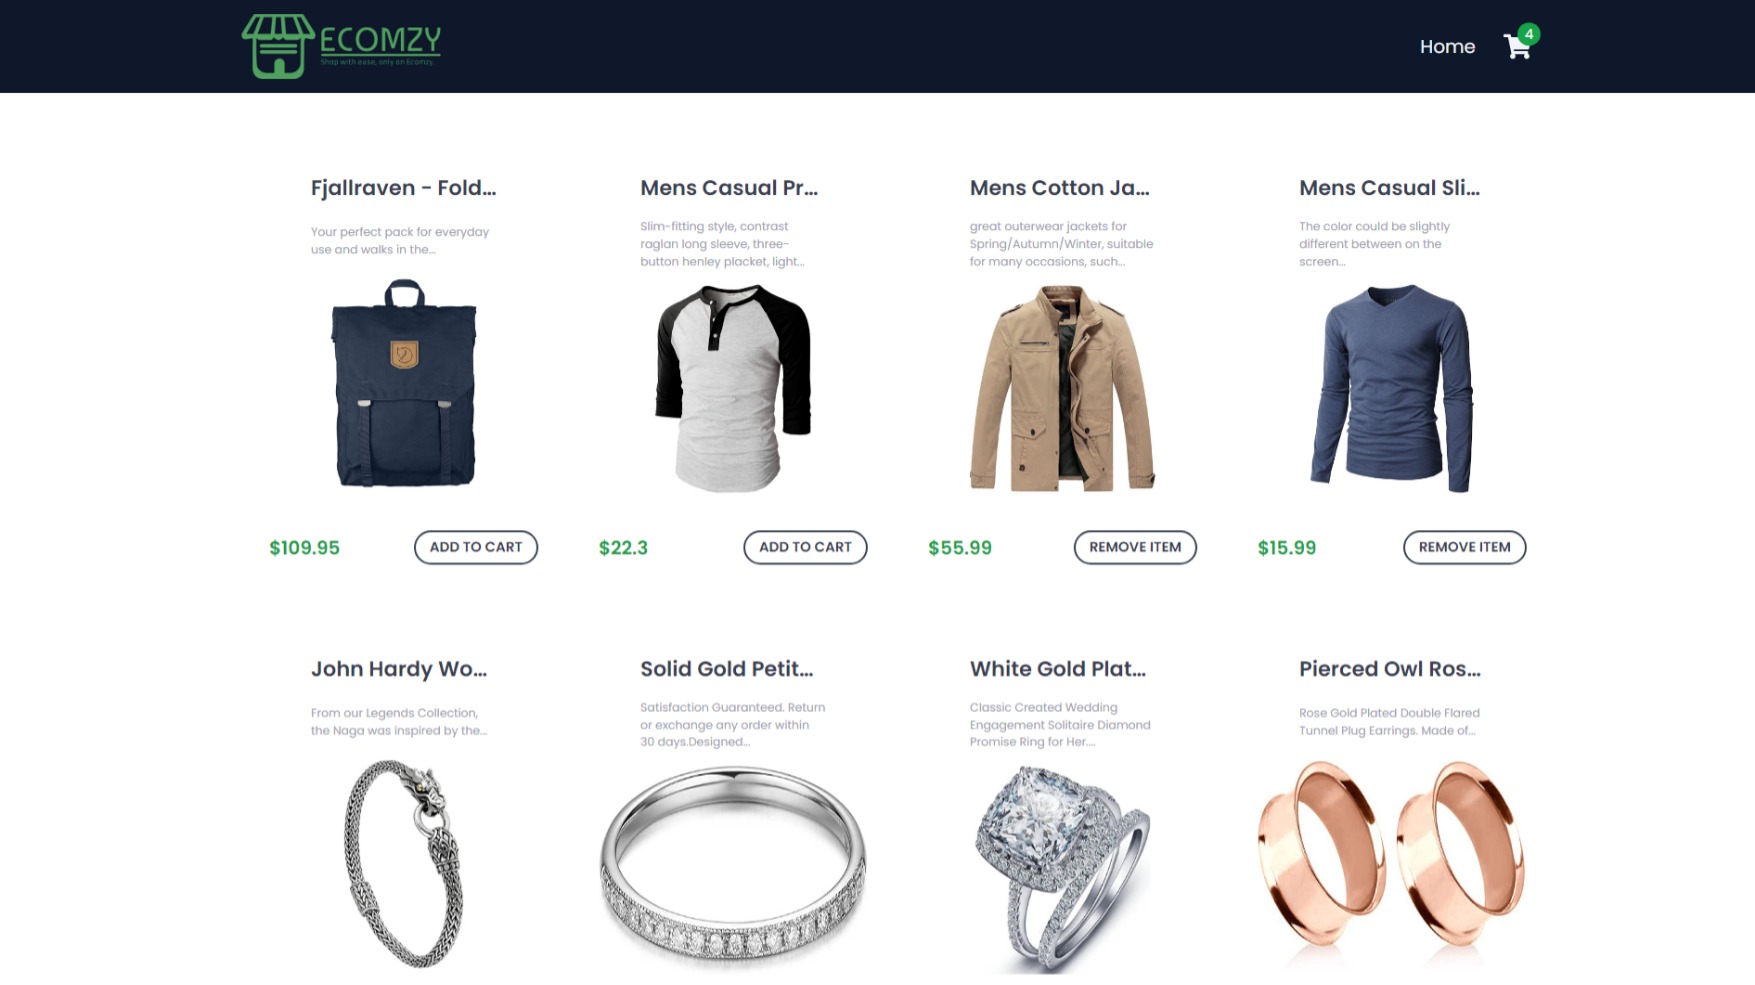 ECOMZY
Shop with ease, only on Ecomzy.
Home
4
Fjallraven - Fold...
Your perfect pack for everyday
use and walks in the...
$109.95
ADD TO CART
Mens Casual Pr...
Slim-fitting style, contrast
raglan long sleeve, three-
button henley placket, light...
$22.3
ADD TO CART
Mens Cotton Ja...
great outerwear jackets for
Spring/Autumn/Winter, suitable
for many occasions, such...
$55.99
REMOVE ITEM
Mens Casual Sli...
The color could be slightly
different between on the
screen...
$15.99
REMOVE ITEM
John Hardy Wo...
From our Legends Collection,
the Naga was inspired by the...
Solid Gold Petit...
Satisfaction Guaranteed. Return
or exchange any order within
30 days.Designed...
White Gold Plat...
Classic Created Wedding
Engagement Solitaire Diamond
Promise Ring for Her....
Pierced Owl Ros...
Rose Gold Plated Double Flared
Tunnel Plug Earrings. Made of...